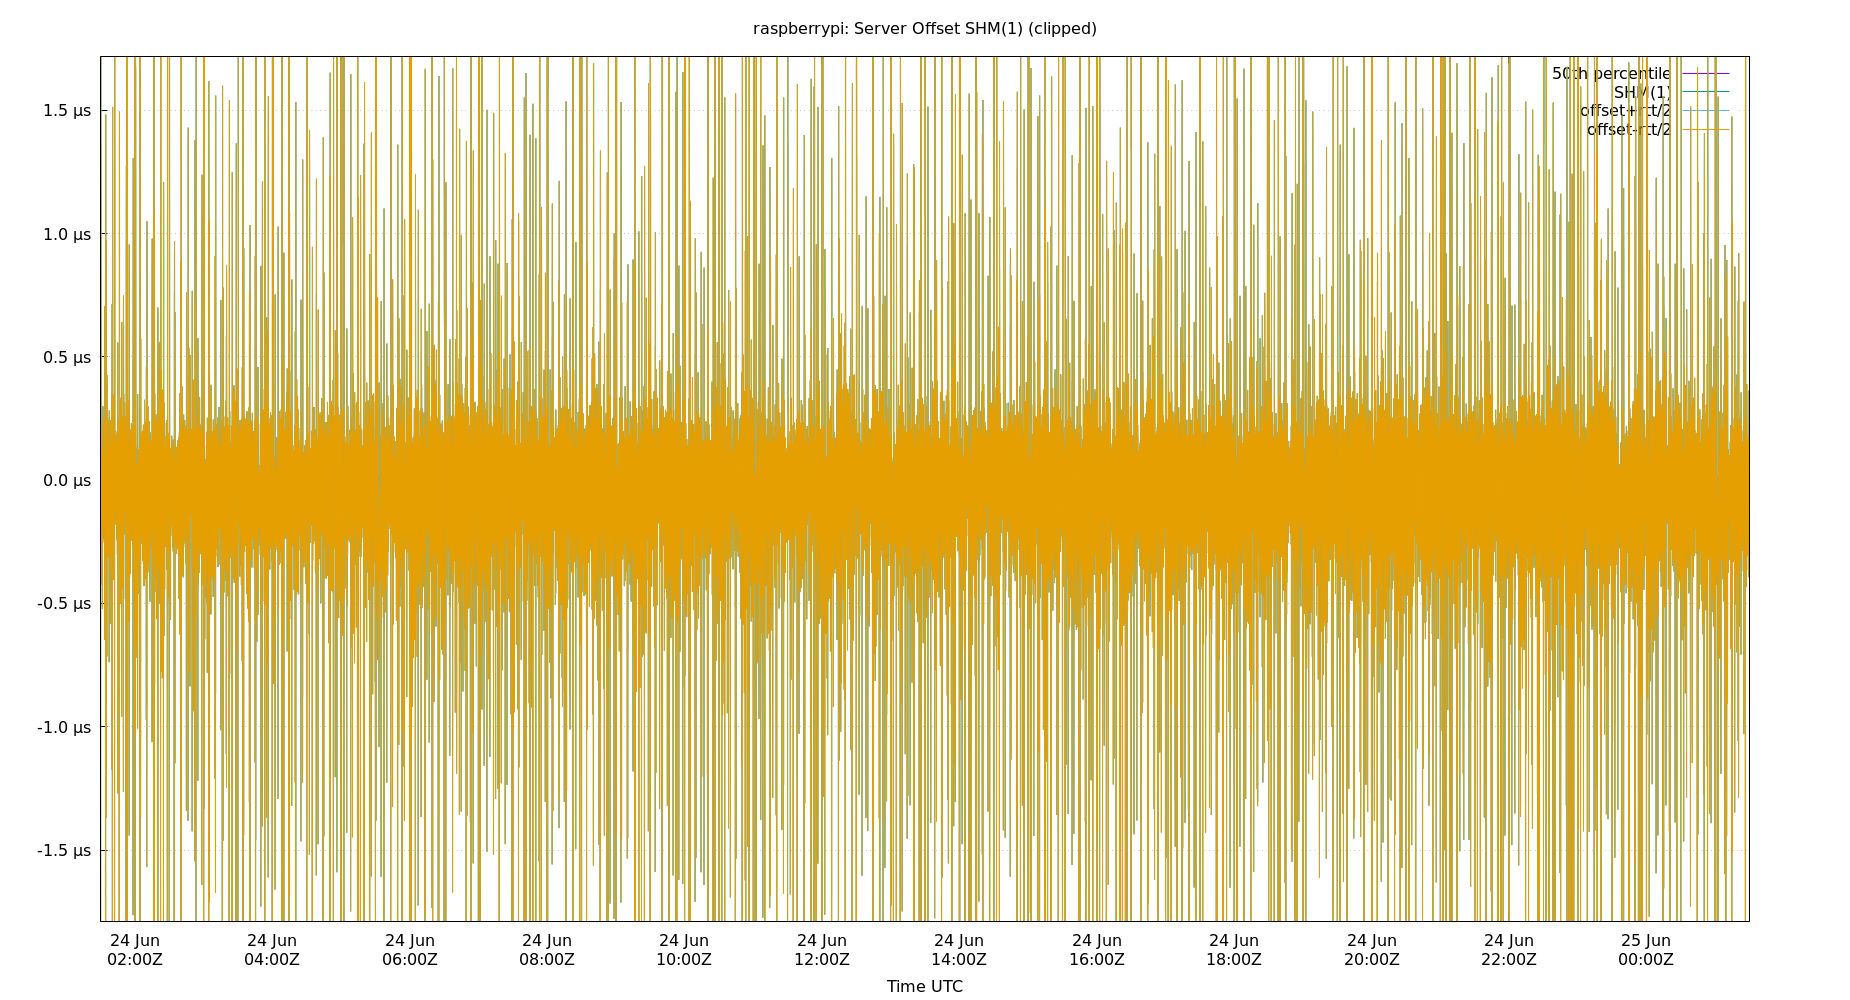 raspberrypi: Server Offset SHM(1) (clipped)
50th percentile
SHM(1)
offset+rtt/2
offset-rtt/2
1.5 µs
1.0 µs
0.5 µs
0.0 µs
-0.5 µs
-1.0 µs
-1.5 µs
24 Jun 24 Jun 24 Jun 24 Jun 24 Jun 24 Jun 24 Jun 24 Jun 24 Jun 24 Jun 24 Jun 25 Jun
02:00Z 04:00Z 06:00Z 08:00Z 10:00Z 12:00Z 14:00Z 16:00Z 18:00Z 20:00Z 22:00Z 00:00Z
Time UTC